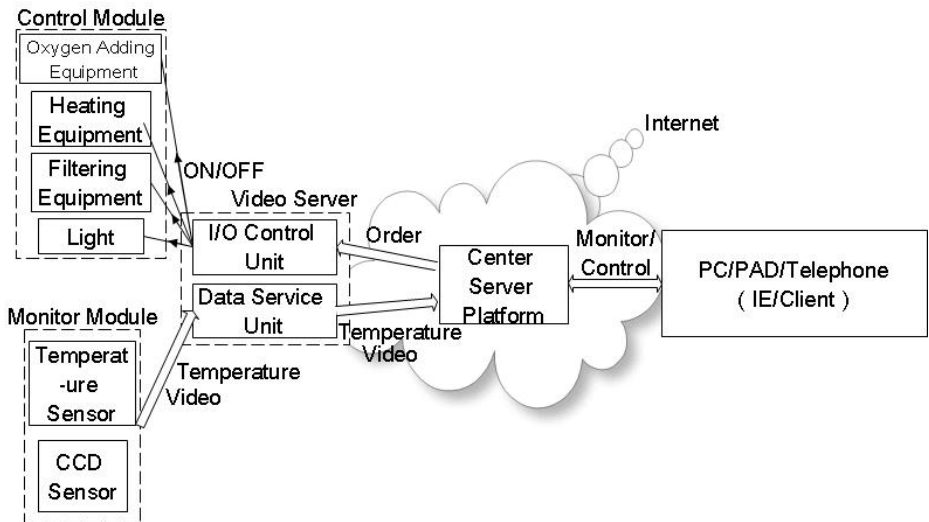 Control Module
Oxygen Adding
Equipment
Heating
Equipment
Filtering
Equipment
Light
ON/OFF
Video Server
I/O Control
Unit
Data Service
Unit
Monitor Module
Temperat
-ure
Sensor
CCD
Sensor
Temperature
Video
Order
Temperature
Video
Center
Server
Platform
Internet
Monitor/
Control
PC/PAD/Telephone
( IE/Client )